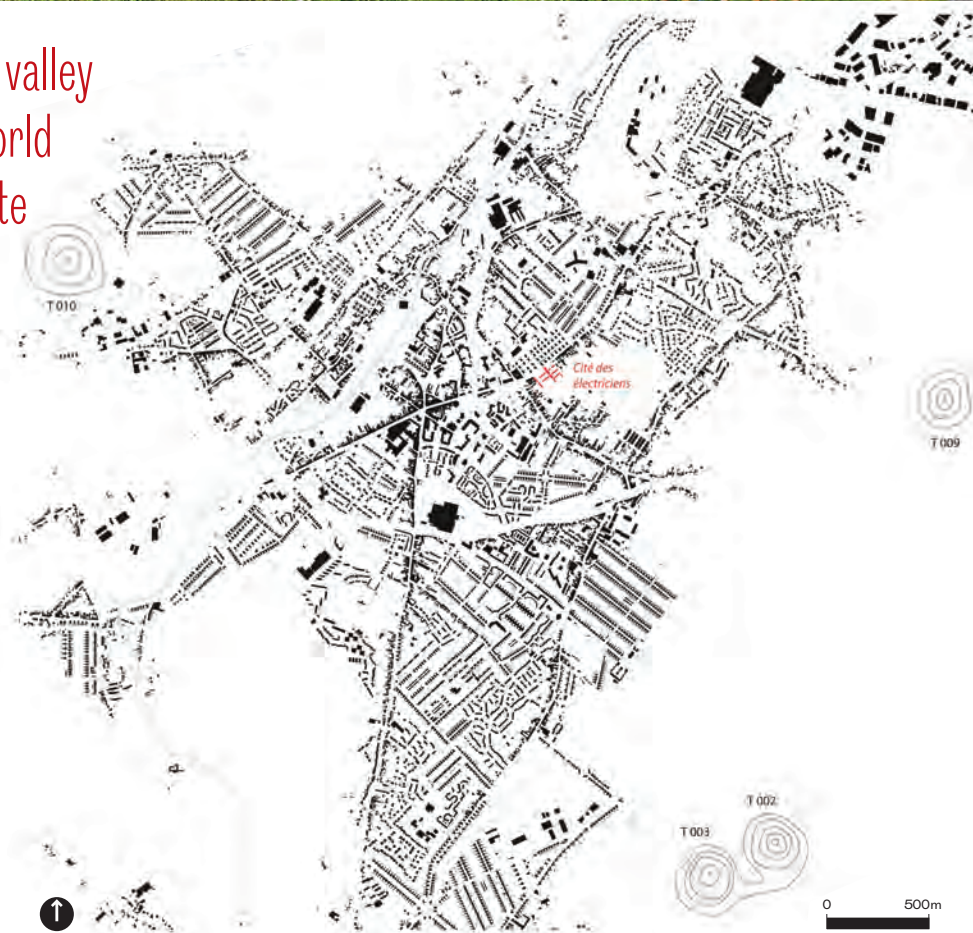 valley
orld
te
T 010
Cité des
électriciens
T 009
T 002
T 003
0 500m